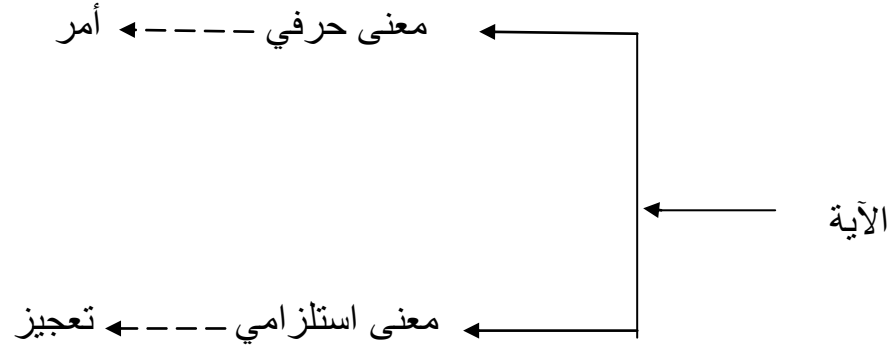 معنى حرفي أمر
الآية
معنى استلزامي تعجيز